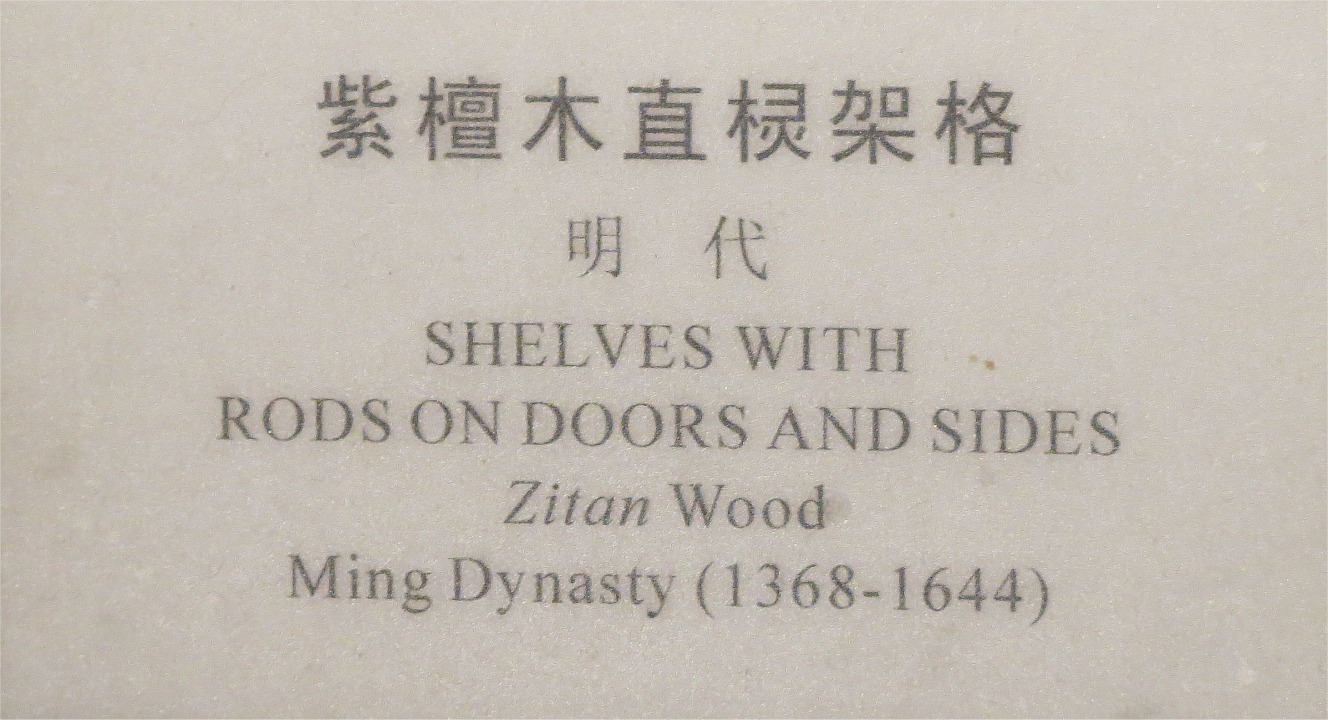 紫檀木直棂架格
明 代
SHELVES WITH
RODS ON DOORS AND SIDES
Zitan Wood
Ming Dynasty (1368-1644)